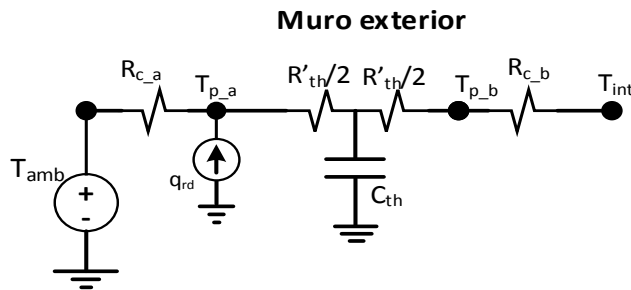 Muro exterior
R_c_a
T_p_a
R'_th/2
R'_th/2
T_p_b
R_c_b
T_int
T_amb
+
-
q_rd
C_th